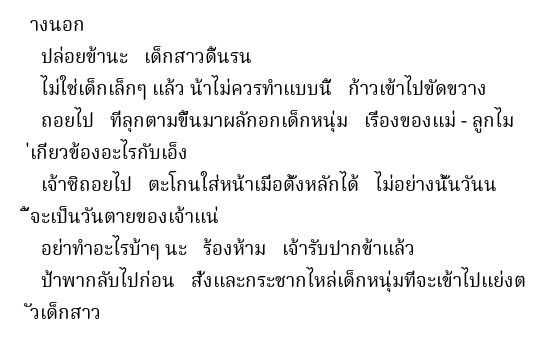 างนอก
ปล่อยข้านะ เด็กสาวดิ้นรน
ไม่ใช่เด็กเล็กๆ แล้ว น้าไม่ควรทำแบบนี้ ก้าวเข้าไปขัดขวาง
ถอยไป ทีลุกตามขึ้นมาผลักอกเด็กหนุ่ม เรื่องของแม่ - ลูกไม
่เกี่ยวข้องอะไรกับเอ็ง
เจ้าซิถอยไป ตะโกนใส่หน้าเมื่อตั้งหลักได้ ไม่อย่างนั้นวันน
ี้จะเป็นวันตายของเจ้าแน่
อย่าทำอะไรบ้าๆ นะ ร้องห้าม เจ้ารับปากข้าแล้ว
ป้าพากลับไปก่อน สั่งและกระชากไหล่เด็กหนุ่มที่จะเข้าไปแย่งต
ัวเด็กสาว